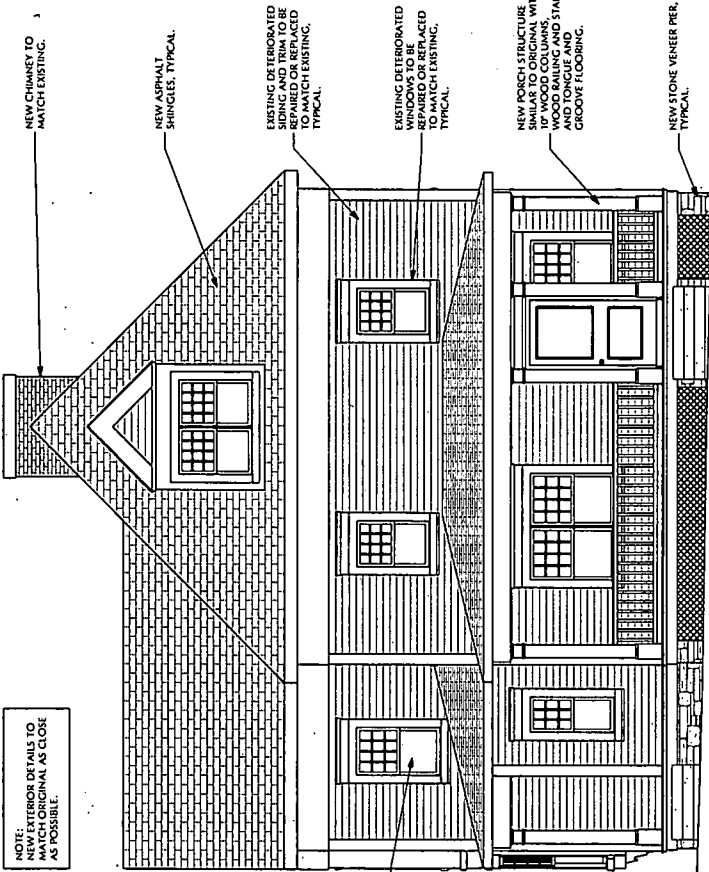 NOTE:
NEW EXTERIOR DETAILS TO
MATCH ORIGINAL AS CLOSE
AS POSSIBLE.
NEW CHIMNEY TO
MATCH EXISTING.
NEW ASPHALT
SHINGLES, TYPICAL.
EXISTING DETERIORATED
SIDING AND TRIM TO BE
REPAIRED OR REPLACED
TO MATCH EXISTING,
TYPICAL.
EXISTING DETERIORATED
WINDOWS TO BE
REPAIRED OR REPLACED
TO MATCH EXISTING,
TYPICAL.
NEW PORCH STRUCTURE
SIMILAR TO ORIGINAL
10" WOOD COLUMNS,
WOOD RAILING AND
AND TONGUE AND
GROOVE FLOORING.
NEW STONE VENEER PIER,
TYPICAL.